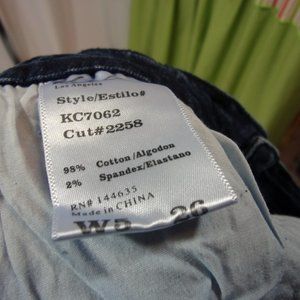 Los Angeles
Style/Estilo#
KC7062
Cut#2258
98% Cotton/Algodon
2% Spandex/Elastano
RN# 144635
Made in CHINA
26